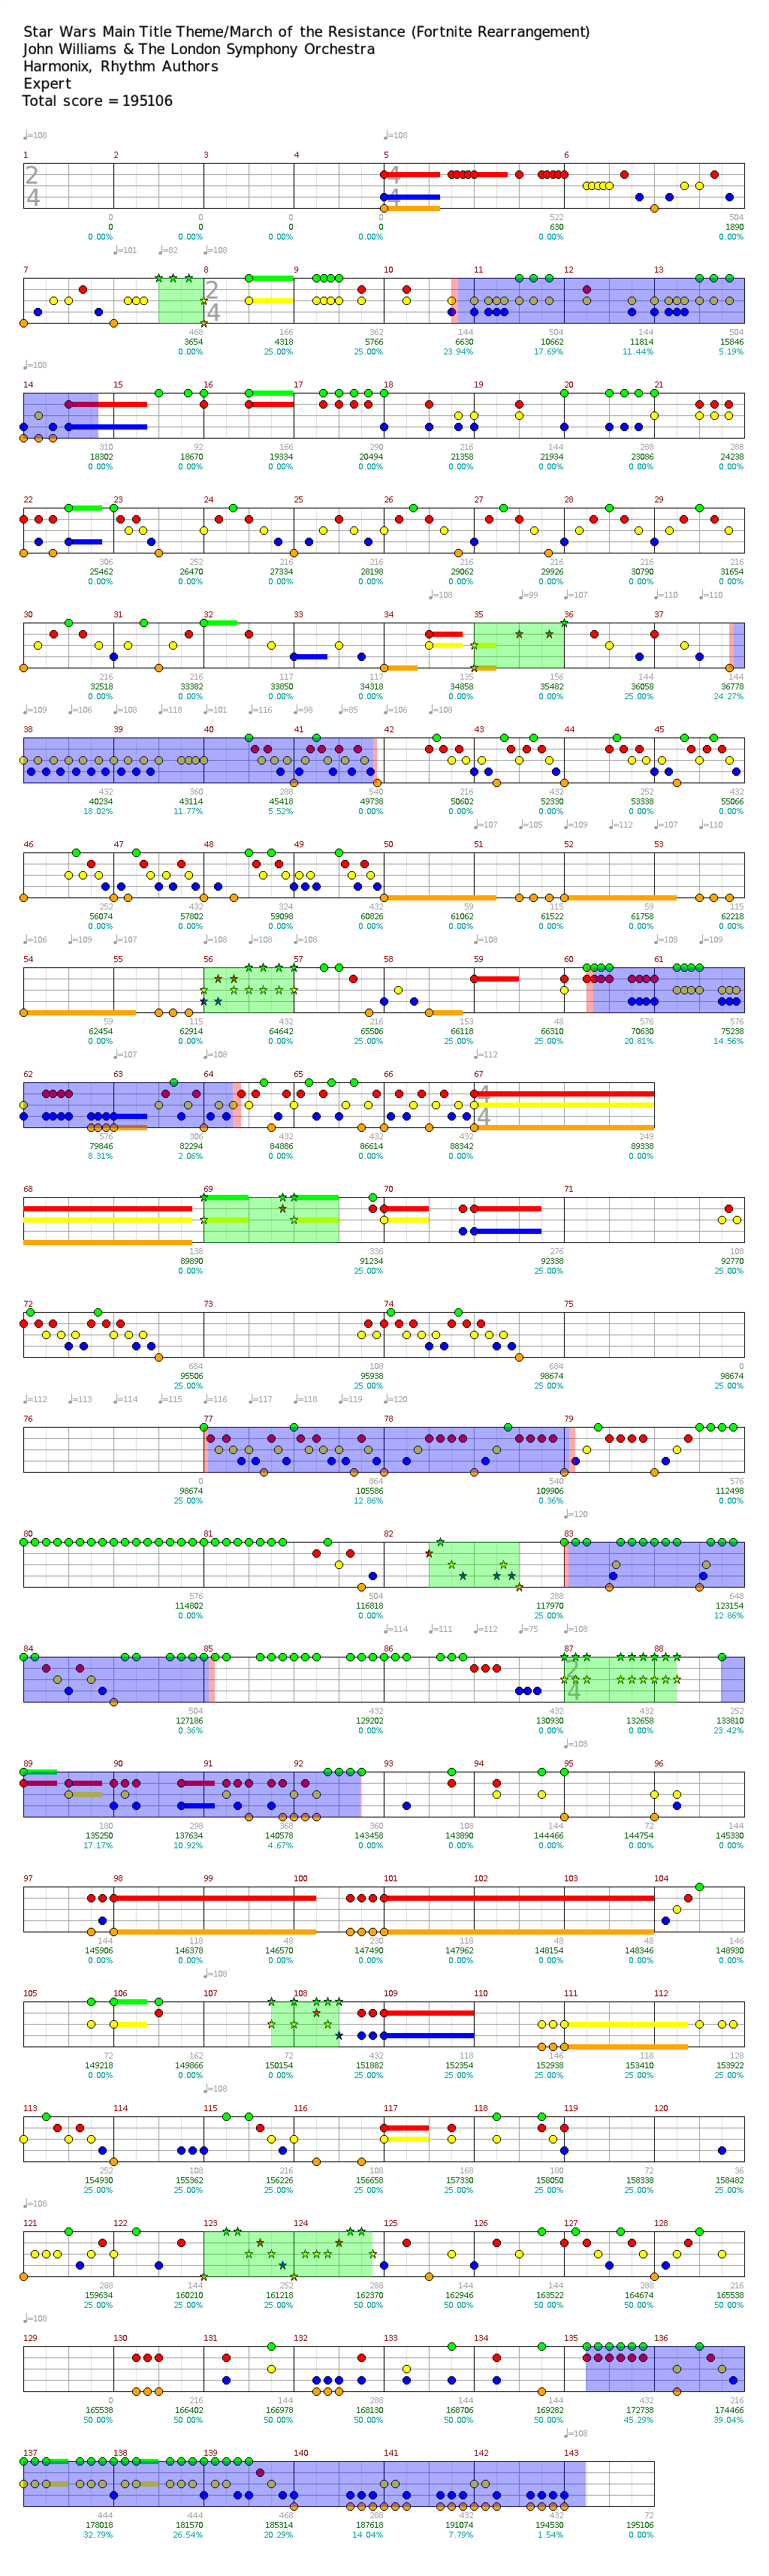 Star Wars Main Title Theme/March of the Resistance (Fortnite Rearrangement)
John Williams & The London Symphony Orchestra
Harmonix, Rhythm Authors
Expert
Total score = 195106
♩=108 ♩=108
1 2 3 4 5 6
2 4
4 4
0 0 0 0 522 504
0 0 0 0 630 1890
0.00% 0.00% 0.00% 0.00% 0.00% 0.00%
♩=101 ♩=82 ♩=108
7 8 9 10 11 12 13
2
4
468 166 362 144 504 144 504
3654 4318 5766 6630 10662 11814 15846
0.00% 25.00% 25.00% 23.94% 17.69% 11.44% 5.19%
♩=108
14 15 16 17 18 19 20 21
310 92 166 290 216 144 288 288
18302 18670 19334 20494 21358 21934 23086 24238
0.00% 0.00% 0.00% 0.00% 0.00% 0.00% 0.00% 0.00%
22 23 24 25 26 27 28 29
306 252 216 216 216 216 216 216
25462 26470 27334 28198 29062 29926 30790 31654
0.00% 0.00% 0.00% 0.00% 0.00% 0.00% 0.00% 0.00%
♩=108 ♩=99 ♩=107 ♩=110 ♩=110
30 31 32 33 34 35 36 37
216 216 117 117 135 156 144 144
32518 33382 33850 34318 34858 35482 36058 36778
0.00% 0.00% 0.00% 0.00% 0.00% 0.00% 25.00% 24.27%
♩=109 ♩=106 ♩=108 ♩=118 ♩=101 ♩=116 ♩=98 ♩=85 ♩=106 ♩=108
38 39 40 41 42 43 44 45
432 360 288 540 216 432 252 432
40234 43114 45418 49738 50602 52330 53338 55066
18.02% 11.77% 5.52% 0.00% 0.00% 0.00% 0.00% 0.00%
♩=107 ♩=105 ♩=109 ♩=112 ♩=107 ♩=110
46 47 48 49 50 51 52 53
252 432 324 432 59 115 59 115
56074 57802 59098 60826 61062 61522 61758 62218
0.00% 0.00% 0.00% 0.00% 0.00% 0.00% 0.00% 0.00%
♩=106 ♩=109 ♩=107 ♩=108 ♩=108 ♩=108 ♩=108 ♩=108 ♩=109
54 55 56 57 58 59 60 61
59 115 432 216 153 48 576 576
62454 62914 64642 65506 66118 66310 70630 75238
0.00% 0.00% 0.00% 25.00% 25.00% 25.00% 20.81% 14.56%
♩=107 ♩=108 ♩=112
62 63 64 65 66 67
4
4
576 306 432 432 432 249
79846 82294 84886 86614 88342 89338
8.31% 2.06% 0.00% 0.00% 0.00% 0.00%
68 69 70 71
138 336 276 108
89890 91234 92338 92770
0.00% 25.00% 25.00% 25.00%
72 73 74 75
684 108 684 0
95506 95938 98674 98674
25.00% 25.00% 25.00% 25.00%
♩=112 ♩=113 ♩=114 ♩=115 ♩=116 ♩=117 ♩=118 ♩=119 ♩=120
76 77 78 79
0 864 540 576
98674 105586 109906 112498
25.00% 12.86% 0.36% 0.00%
♩=120
80 81 82 83
576 504 288 648
114802 116818 117970 123154
0.00% 0.00% 25.00% 12.86%
♩=114 ♩=111 ♩=112 ♩=75 ♩=108
84 85 86 87 88
2
4
504 432 432 432 252
127186 129202 130930 132658 133810
0.36% 0.00% 0.00% 0.00% 23.42%
♩=108
89 90 91 92 93 94 95 96
180 298 368 360 108 144 72 144
135250 137634 140578 143458 143890 144466 144754 145330
17.17% 10.92% 4.67% 0.00% 0.00% 0.00% 0.00% 0.00%
97 98 99 100 101 102 103 104
144 118 48 230 118 48 48 146
145906 146378 146570 147490 147962 148154 148346 148930
0.00% 0.00% 0.00% 0.00% 0.00% 0.00% 0.00% 0.00%
♩=108
105 106 107 108 109 110 111 112
72 162 72 432 118 146 118 128
149218 149866 150154 151882 152354 152938 153410 153922
0.00% 0.00% 0.00% 25.00% 25.00% 25.00% 25.00% 25.00%
♩=108
113 114 115 116 117 118 119 120
252 108 216 108 168 180 72 36
154930 155362 156226 156658 157330 158050 158338 158482
25.00% 25.00% 25.00% 25.00% 25.00% 25.00% 25.00% 25.00%
♩=108
121 122 123 124 125 126 127 128
288 144 252 288 144 144 288 216
159634 160210 161218 162370 162946 163522 164674 165538
25.00% 25.00% 25.00% 50.00% 50.00% 50.00% 50.00% 50.00%
♩=108
129 130 131 132 133 134 135 136
0 216 144 288 144 144 432 216
165538 166402 166978 168130 168706 169282 172738 174466
50.00% 50.00% 50.00% 50.00% 50.00% 50.00% 45.29% 39.04%
♩=108
137 138 139 140 141 142 143
444 444 468 288 432 432 72
178018 181570 185314 187618 191074 194530 195106
32.79% 26.54% 20.29% 14.04% 7.79% 1.54% 0.00%